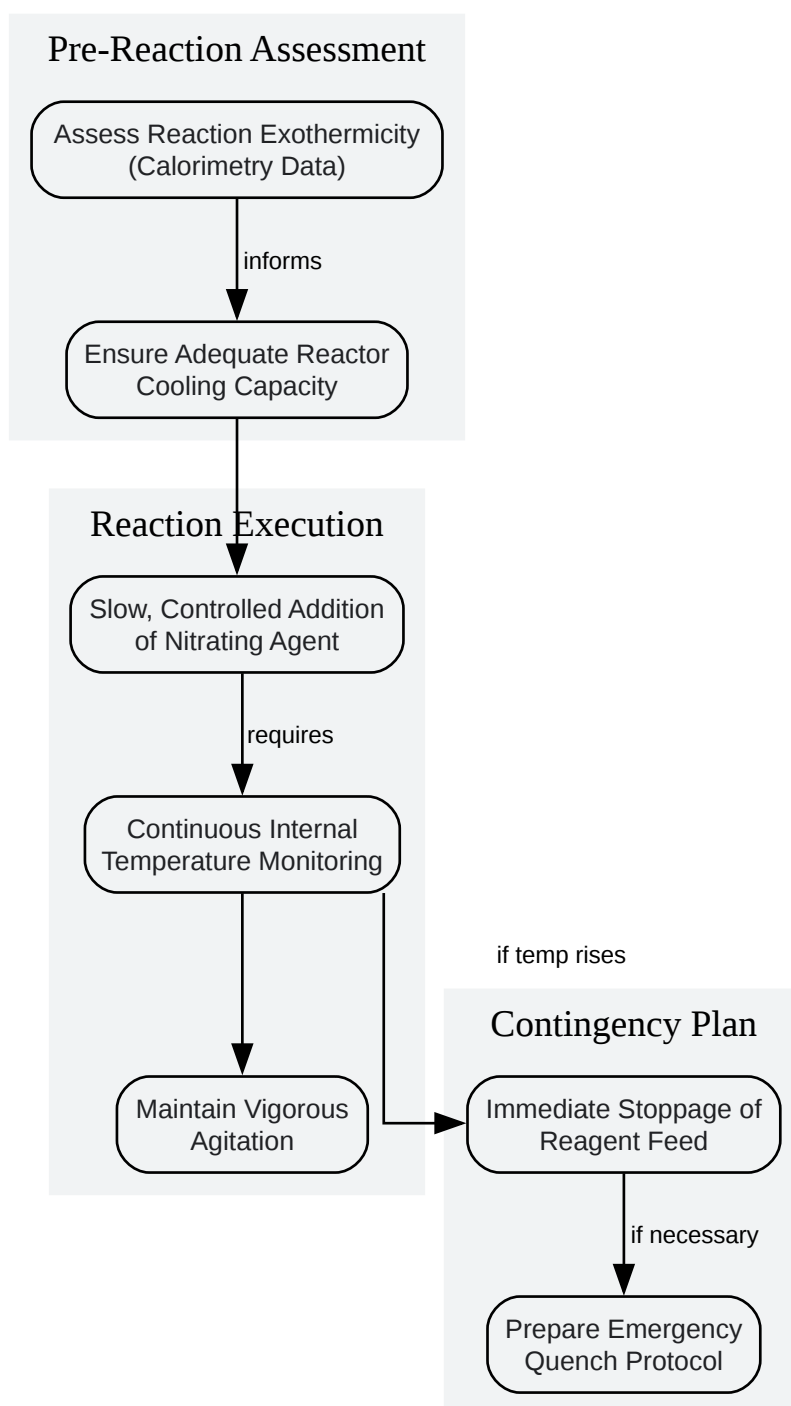 Pre-Reaction Assessment
Assess Reaction Exothermicity
(Calorimetry Data)
informs
Ensure Adequate Reactor
Cooling Capacity
Reaction Execution
Slow, Controlled Addition
of Nitrating Agent
requires
Continuous Internal
Temperature Monitoring
if temp rises
Contingency Plan
Maintain Vigorous
Agitation
Immediate Stoppage of
Reagent Feed
if necessary
Prepare Emergency
Quench Protocol